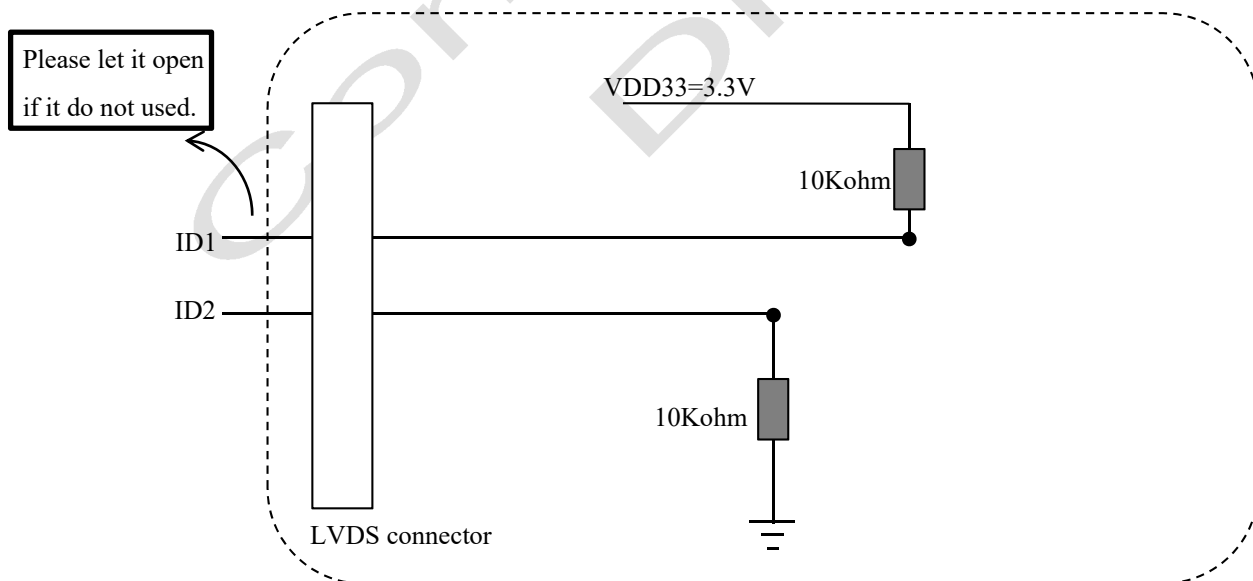 Please let it open
if it do not used.
VDD33=3.3V
10Kohm
ID1
ID2
10Kohm
LVDS connector